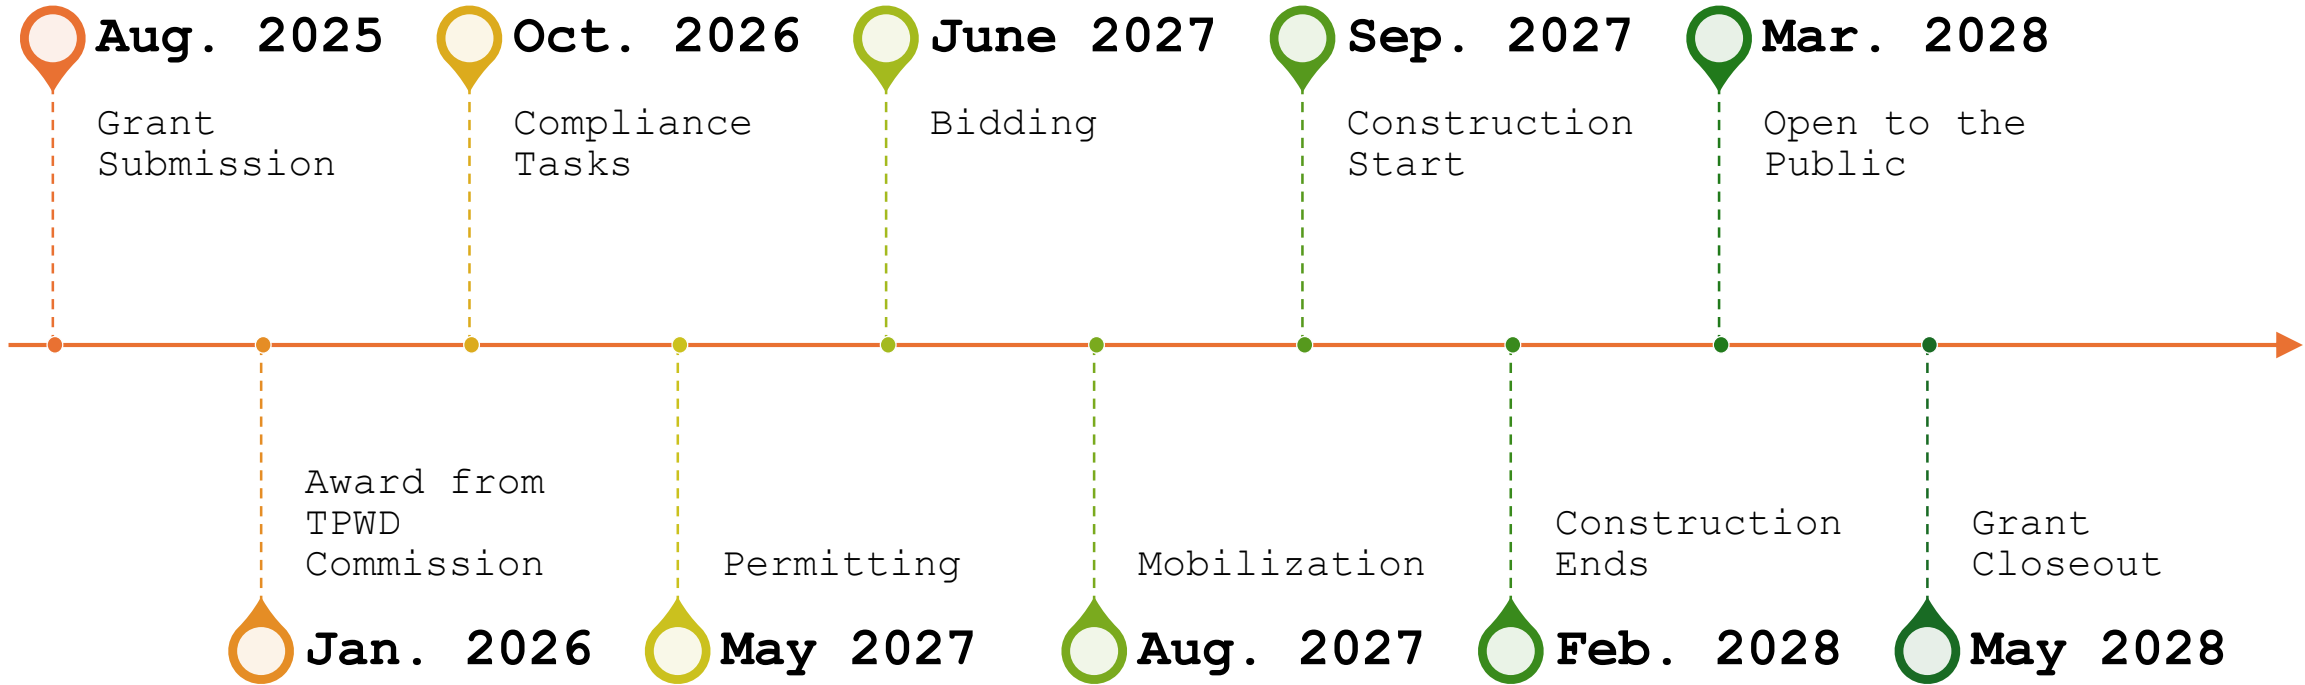 Aug. 2025
Grant
Submission
Oct. 2026
Compliance
Tasks
June 2027
Bidding
Sep. 2027
Construction
Start
Mar. 2028
Open to the
Public
Award from
TPWD
Commission
Jan. 2026
Permitting
May 2027
Mobilization
Aug. 2027
Construction
Ends
Feb. 2028
Grant
Closeout
May 2028